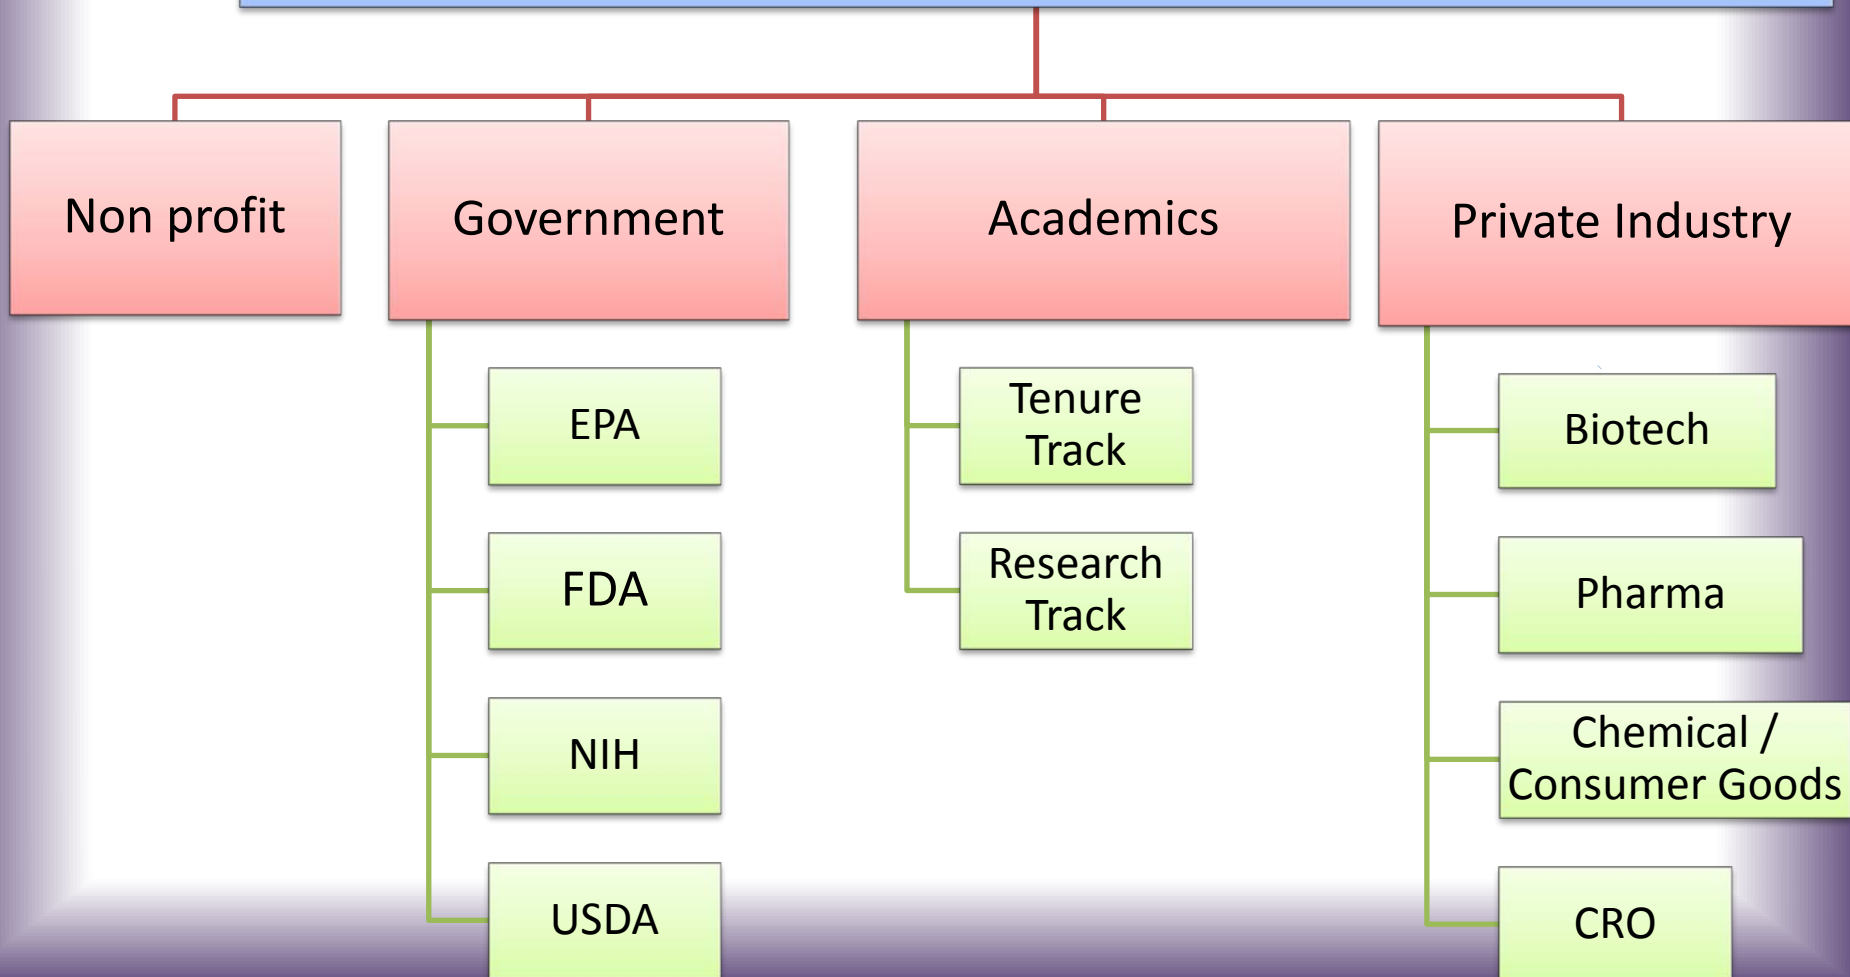 Non profit
Government
EPA
FDA
NIH
USDA
Academics
Tenure
Track
Research
Track
Private Industry
Biotech
Pharma
Chemical /
Consumer Goods
CRO